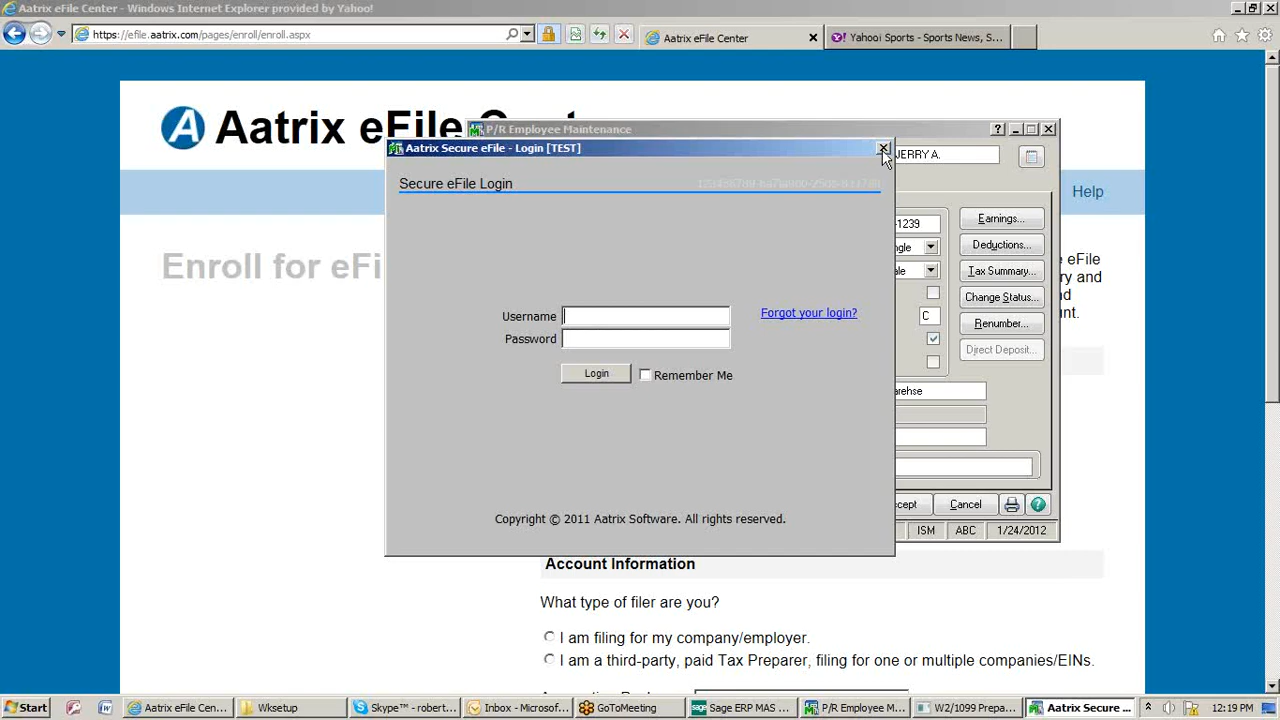 Aatrix eFile Center - Windows Internet Explorer provided by Yahoo!
https://efile.aatrix.com/pages/enroll/enroll.aspx
Aatrix eFile Center
Yahoo! Sports - Sports News, S...
Aatrix eFile
P/R Employee Maintenance
Aatrix Secure eFile - Login [TEST]
JERRY A.
Secure eFile Login
Help
-1239
Earnings...
Deductions...
Enroll for eFi
e eFile
Tax Summary...
ry and
Change Status...
nd
unt.
C
Renumber...
Username
Forgot your login?
Password
Direct Deposit...
Login
Remember Me
arehse
Cancel
Copyright © 2011 Aatrix Software. All rights reserved.
ISM
ABC
1/24/2012
Account Information
What type of filer are you?
I am filing for my company/employer.
I am a third-party, paid Tax Preparer, filing for one or multiple companies/EINs.
Start
Aatrix eFile Cen...
Wksetup
Skype™ - robert...
Inbox - Microsoft...
GoToMeeting
Sage ERP MAS ...
P/R Employee M...
W2/1099 Prepa...
Aatrix Secure ...
12:19 PM